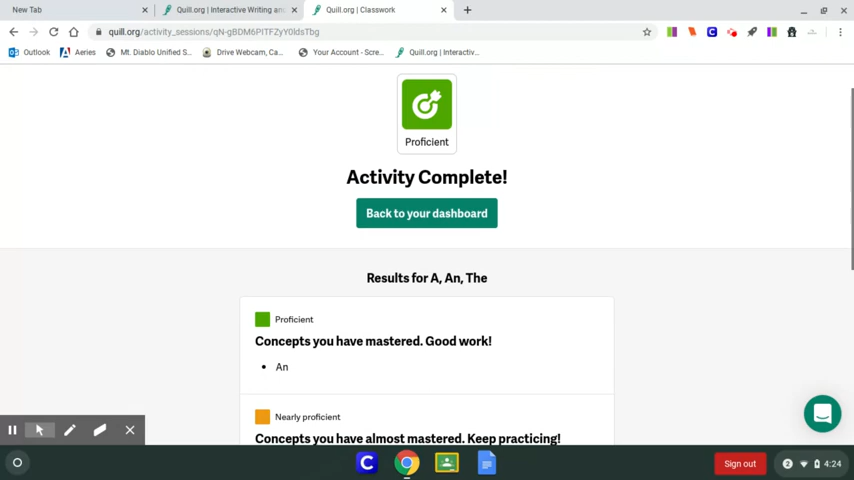 New Tab
Quill.org | Interactive Writing an
Quill.org | Classwork
quill.org/activity_sessions/qN-gBDM6PITFZyY0ldsTbg
Outlook
Aeries
Mt. Diablo Unified S...
Drive Webcam, Ca...
Your Account - Scre...
Quill.org | Interactiv...
Proficient
Activity Complete!
Back to your dashboard
Results for A, An, The
Proficient
Concepts you have mastered. Good work!
• An
Nearly proficient
Concepts you have almost mastered. Keep practicing!
Sign out
2
4:24